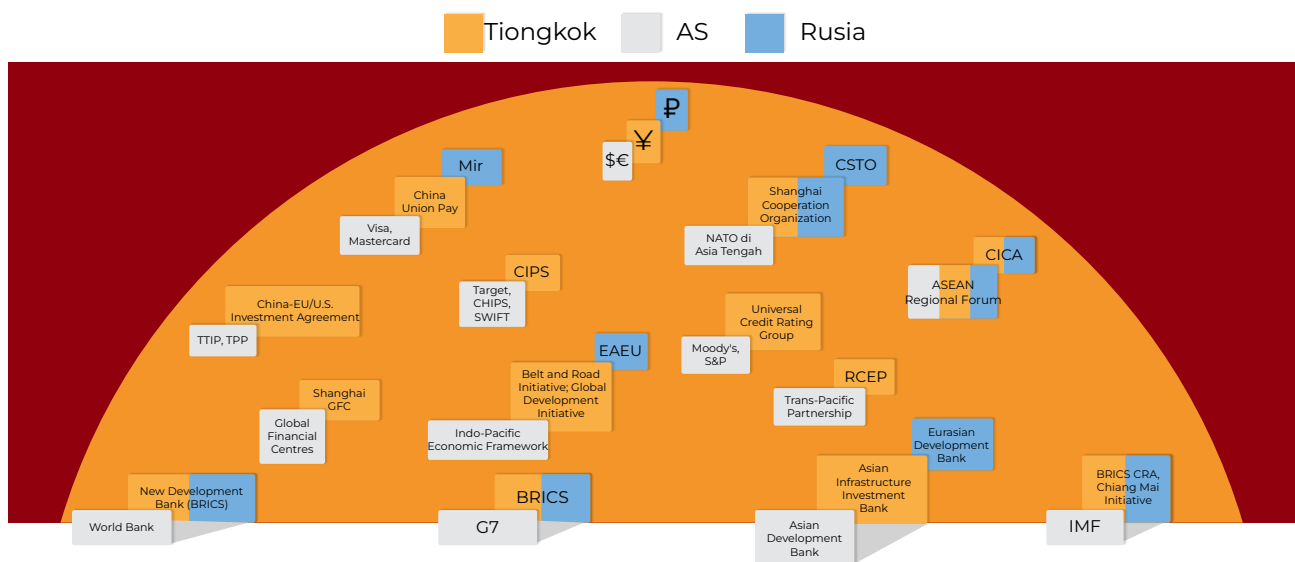 Tiongkok
AS
Rusia
₽
¥
$€
Mir
China
Union Pay
Visa,
Mastercard
CSTO
Shanghai
Cooperation
Organization
NATO di
Asia Tengah
CICA
ASEAN
Regional Forum
CIPS
Target,
CHIPS,
SWIFT
China-EU/U.S.
Investment Agreement
TTIP, TPP
Universal
Credit Rating
Group
Moody's,
S&P
EAEU
Belt and Road
Initiative; Global
Development
Initiative
Indo-Pacific
Economic Framework
RCEP
Trans-Pacific
Partnership
Shanghai
GFC
Global
Financial
Centres
Eurasian
Development
Bank
Asian
Infrastructure
Investment
Bank
Asian
Development
Bank
New Development
Bank (BRICS)
World Bank
BRICS
G7
BRICS CRA,
Chiang Mai
Initiative
IMF